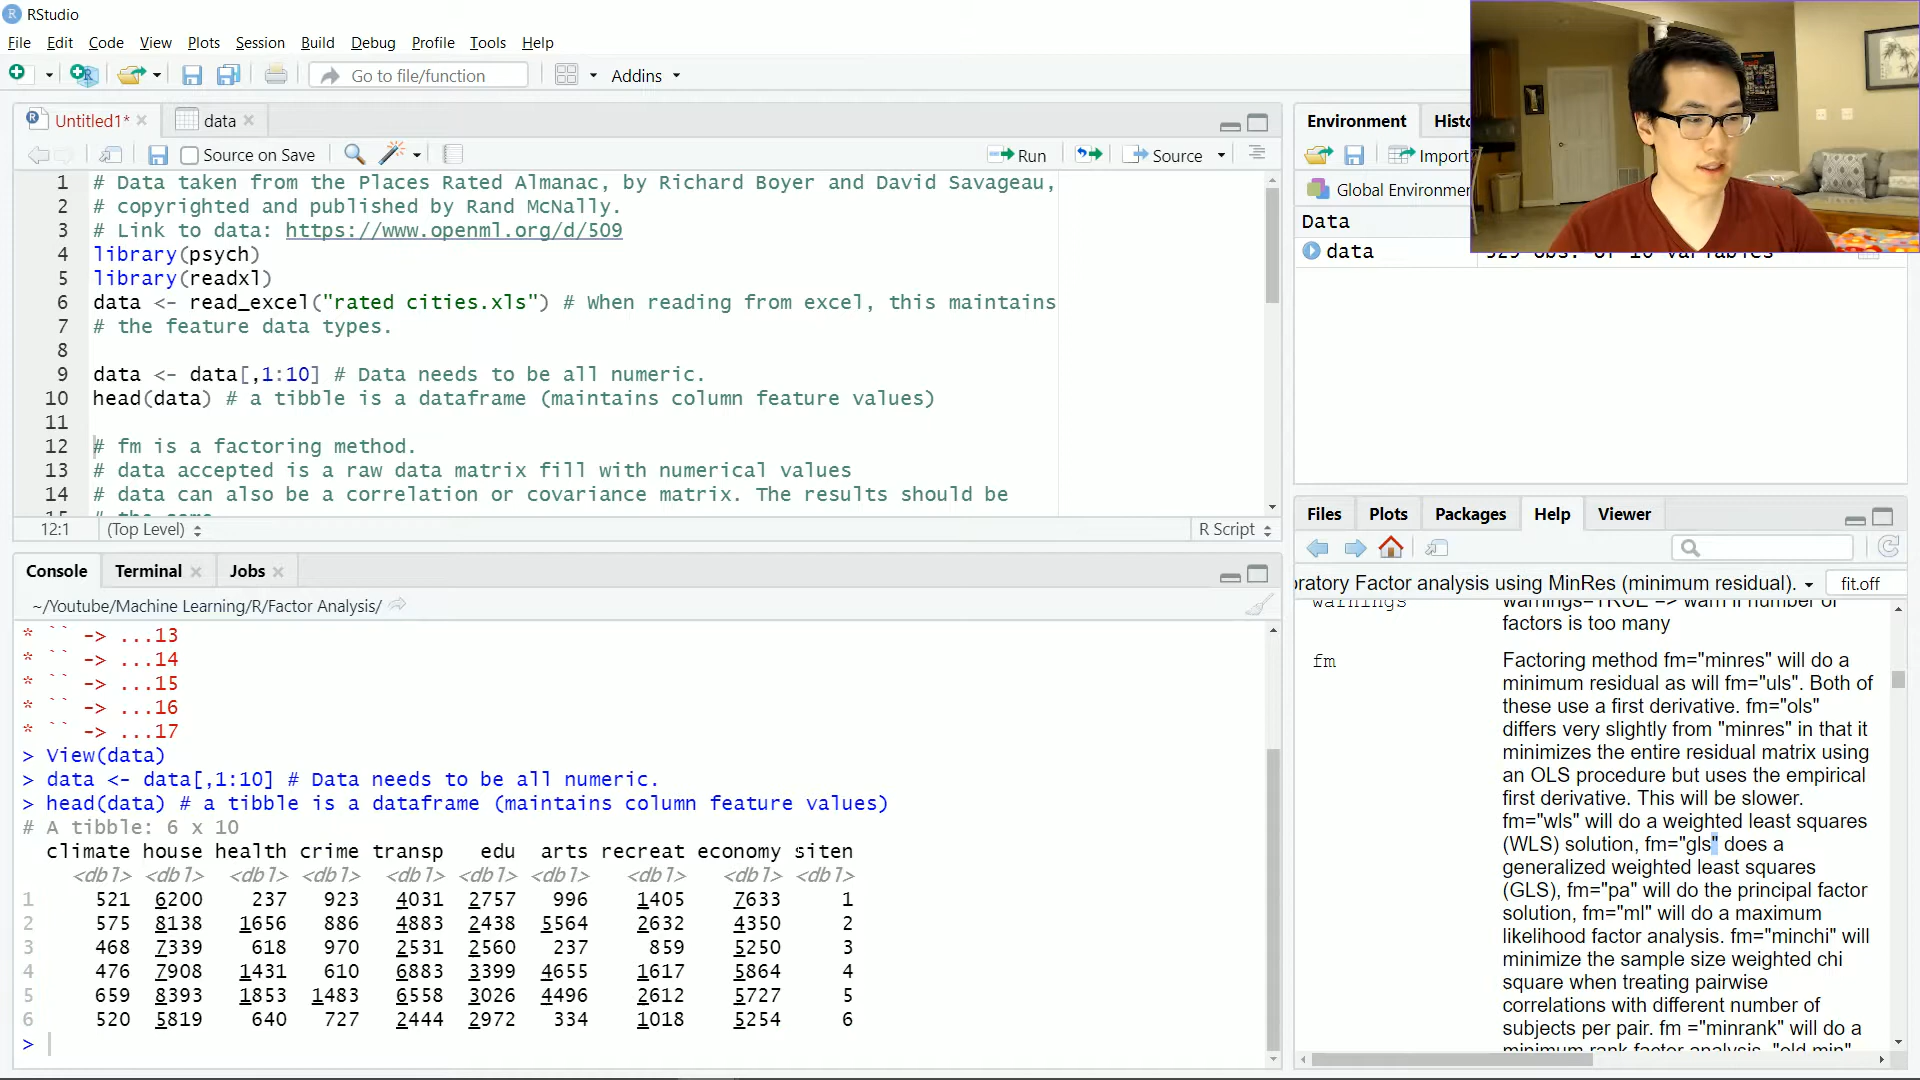 RStudio
File Edit Code View Plots Session Build Debug Profile Tools Help
Go to file/function Addins
Untitled1* data
Source on Save Run Source
1 # Data taken from the Places Rated Almanac, by Richard Boyer and David Savageau,
2 # copyrighted and published by Rand McNally.
3 # Link to data: https://www.openml.org/d/509
4 library(psych)
5 library(readxl)
6 data <- read_excel("rated cities.xls") # When reading from excel, this maintains
7 # the feature data types.
8
9 data <- data[,1:10] # Data needs to be all numeric.
10 head(data) # a tibble is a dataframe (maintains column feature values)
11
12 # fm is a factoring method.
13 # data accepted is a raw data matrix fill with numerical values
14 # data can also be a correlation or covariance matrix. The results should be
12:1 (Top Level) R Script
Console Terminal Jobs
~/Youtube/Machine Learning/R/Factor Analysis/
* `` -> ...13
* `` -> ...14
* `` -> ...15
* `` -> ...16
* `` -> ...17
> View(data)
> data <- data[,1:10] # Data needs to be all numeric.
> head(data) # a tibble is a dataframe (maintains column feature values)
# A tibble: 6 x 10
climate house health crime transp edu arts recreat economy siten
<dbl> <dbl> <dbl> <dbl> <dbl> <dbl> <dbl> <dbl> <dbl> <dbl>
1 521 6200 237 923 4031 2757 996 1405 7633 1
2 575 8138 1656 886 4883 2438 5564 2632 4350 2
3 468 7339 618 970 2531 2560 237 859 5250 3
4 476 7908 1431 610 6883 3399 4655 1617 5864 4
5 659 8393 1853 1483 6558 3026 4496 2612 5727 5
6 520 5819 640 727 2444 2972 334 1018 5254 6
>
Environment Histo
Import
Global Environmer
Data
data
Files Plots Packages Help Viewer
oratory Factor analysis using MinRes (minimum residual). fit.off
warnings warnings=TRUE => warn if number of
factors is too many
fm Factoring method fm="minres" will do a
minimum residual as will fm="uls". Both of
these use a first derivative. fm="ols"
differs very slightly from "minres" in that it
minimizes the entire residual matrix using
an OLS procedure but uses the empirical
first derivative. This will be slower.
fm="wls" will do a weighted least squares
(WLS) solution, fm="gls" does a
generalized weighted least squares
(GLS), fm="pa" will do the principal factor
solution, fm="ml" will do a maximum
likelihood factor analysis. fm="minchi" will
minimize the sample size weighted chi
square when treating pairwise
correlations with different number of
subjects per pair. fm ="minrank" will do a
minimum rank factor analysis. "old.min"